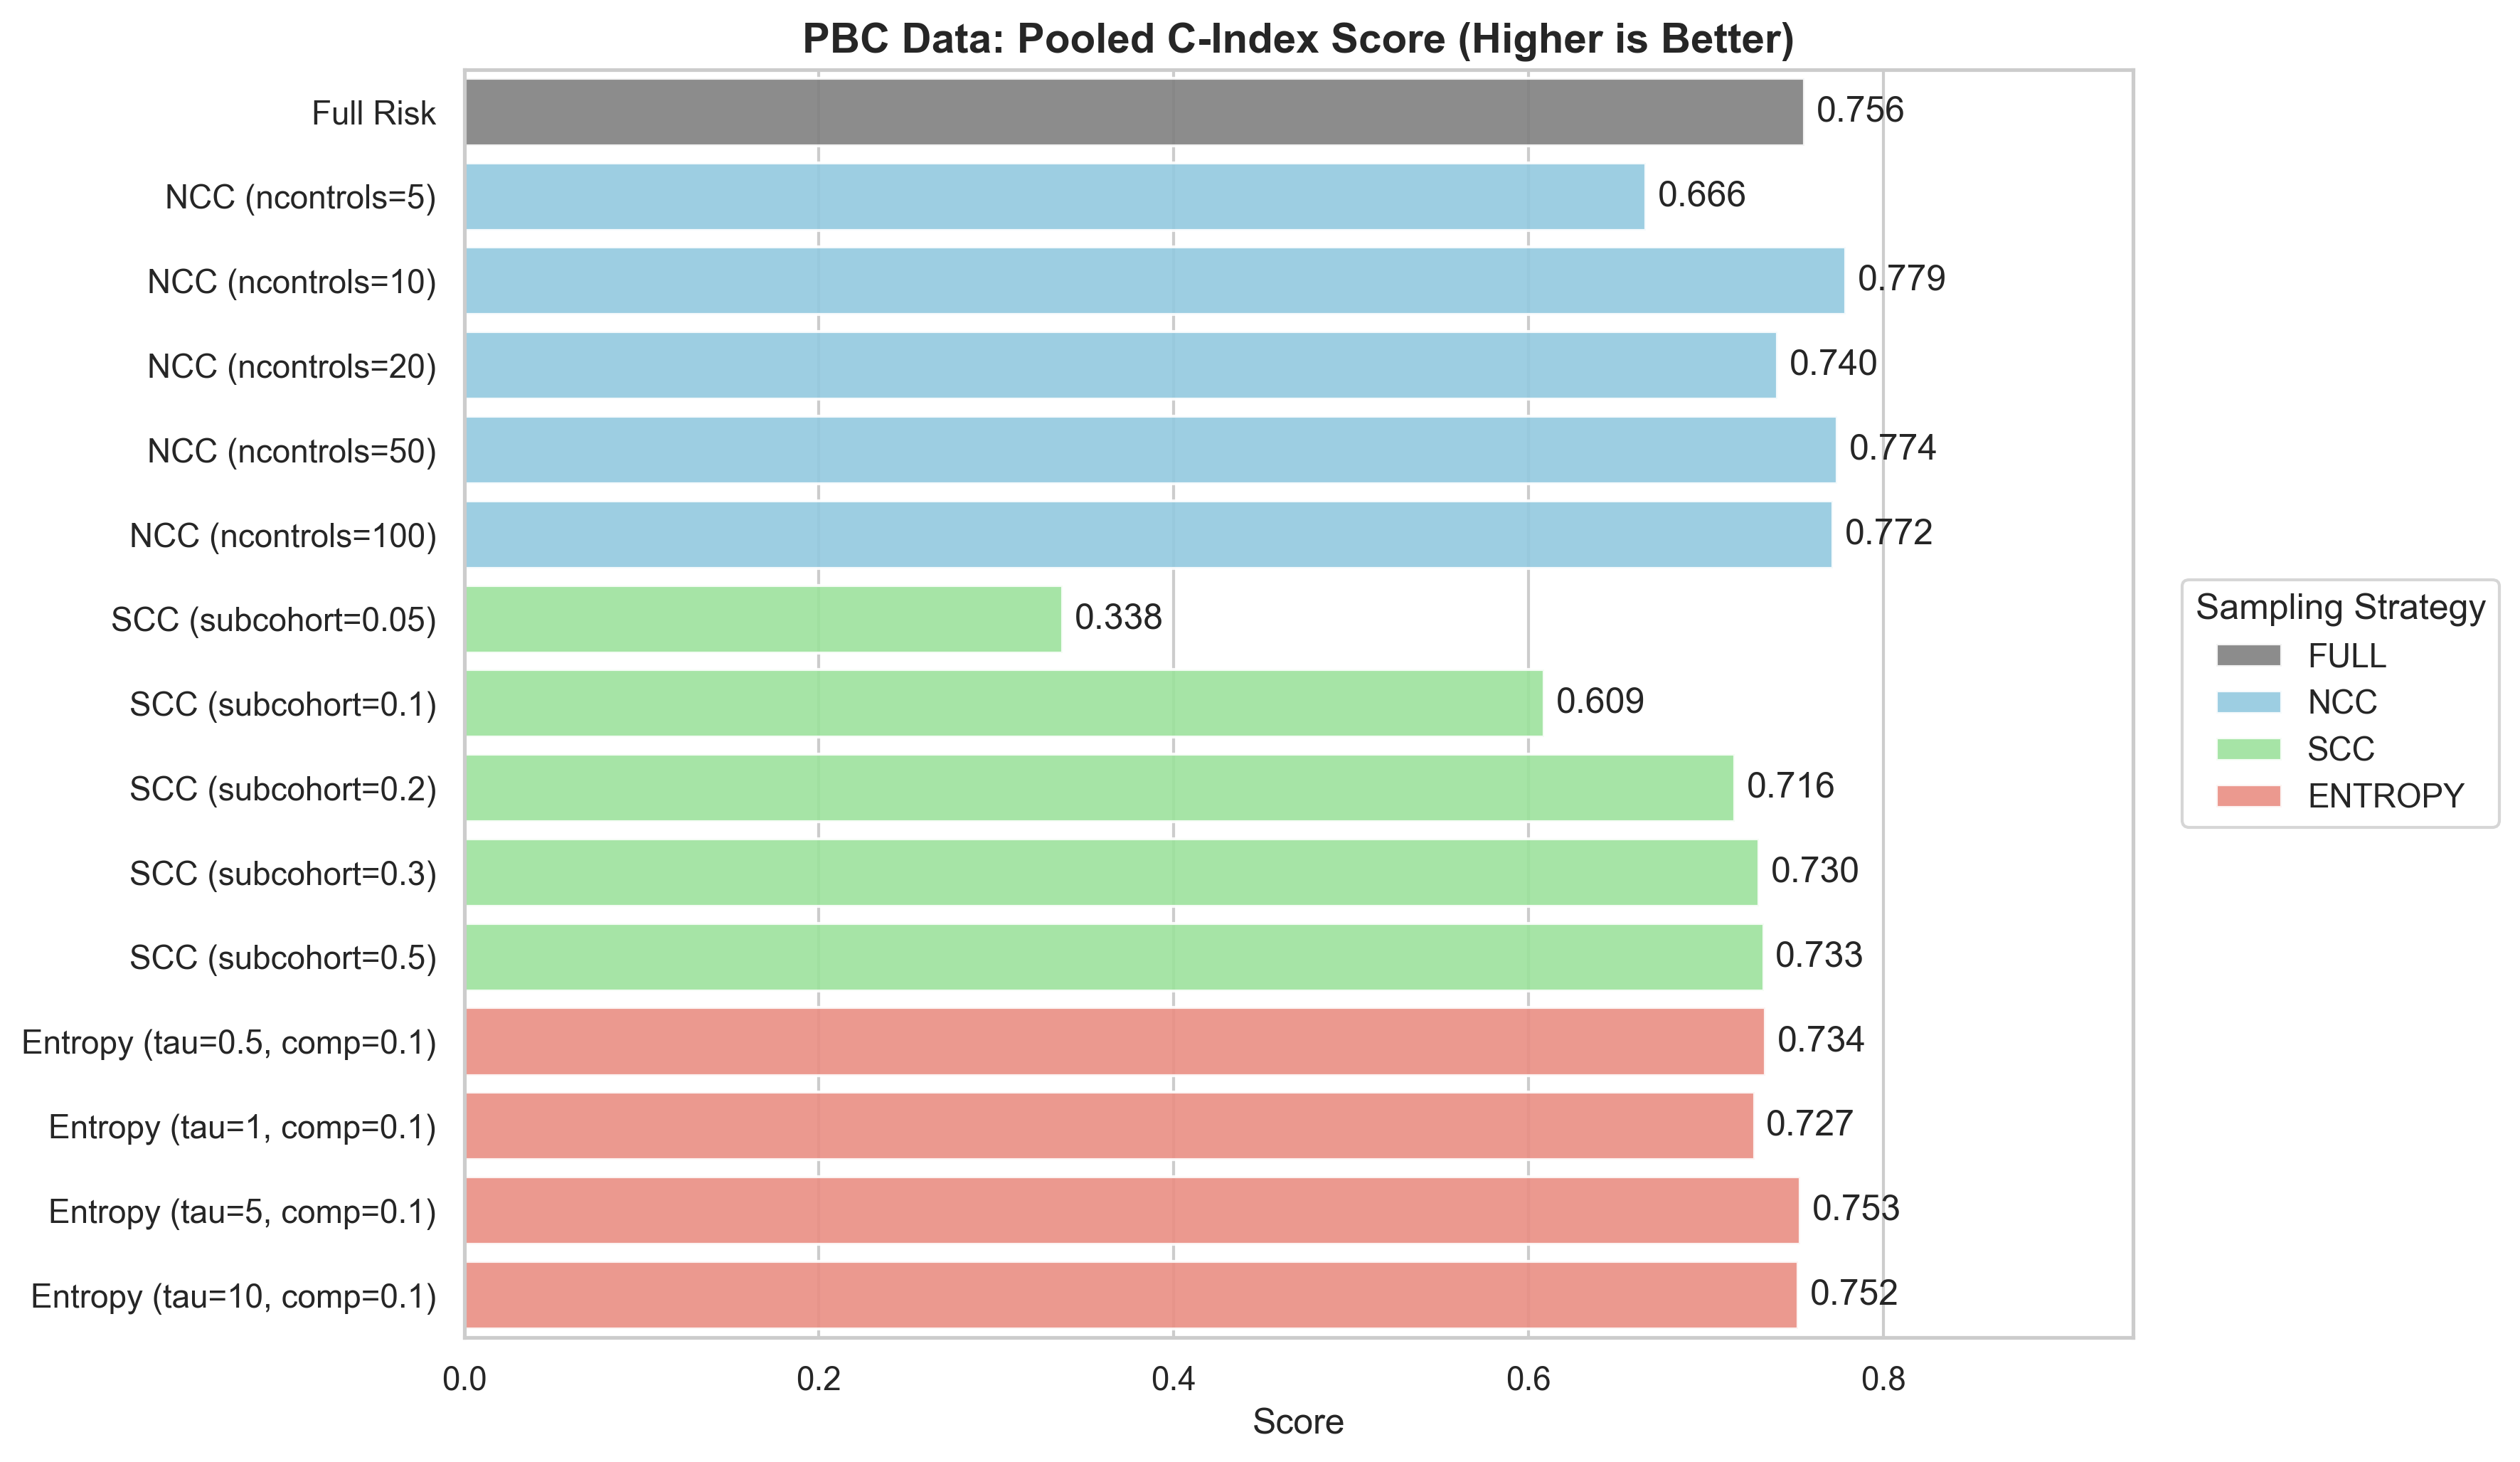 PBC Data: Pooled C-Index Score (Higher is Better)
Full Risk
0.756
NCC (ncontrols=5)
0.666
NCC (ncontrols=10)
0.779
NCC (ncontrols=20)
0.740
NCC (ncontrols=50)
0.774
NCC (ncontrols=100)
0.772
SCC (subcohort=0.05)
0.338
SCC (subcohort=0.1)
0.609
SCC (subcohort=0.2)
0.716
SCC (subcohort=0.3)
0.730
SCC (subcohort=0.5)
0.733
Entropy (tau=0.5, comp=0.1)
0.734
Entropy (tau=1, comp=0.1)
0.727
Entropy (tau=5, comp=0.1)
0.753
Entropy (tau=10, comp=0.1)
0.752
0.0 0.2 0.4 0.6 0.8
Score
Sampling Strategy
FULL
NCC
SCC
ENTROPY